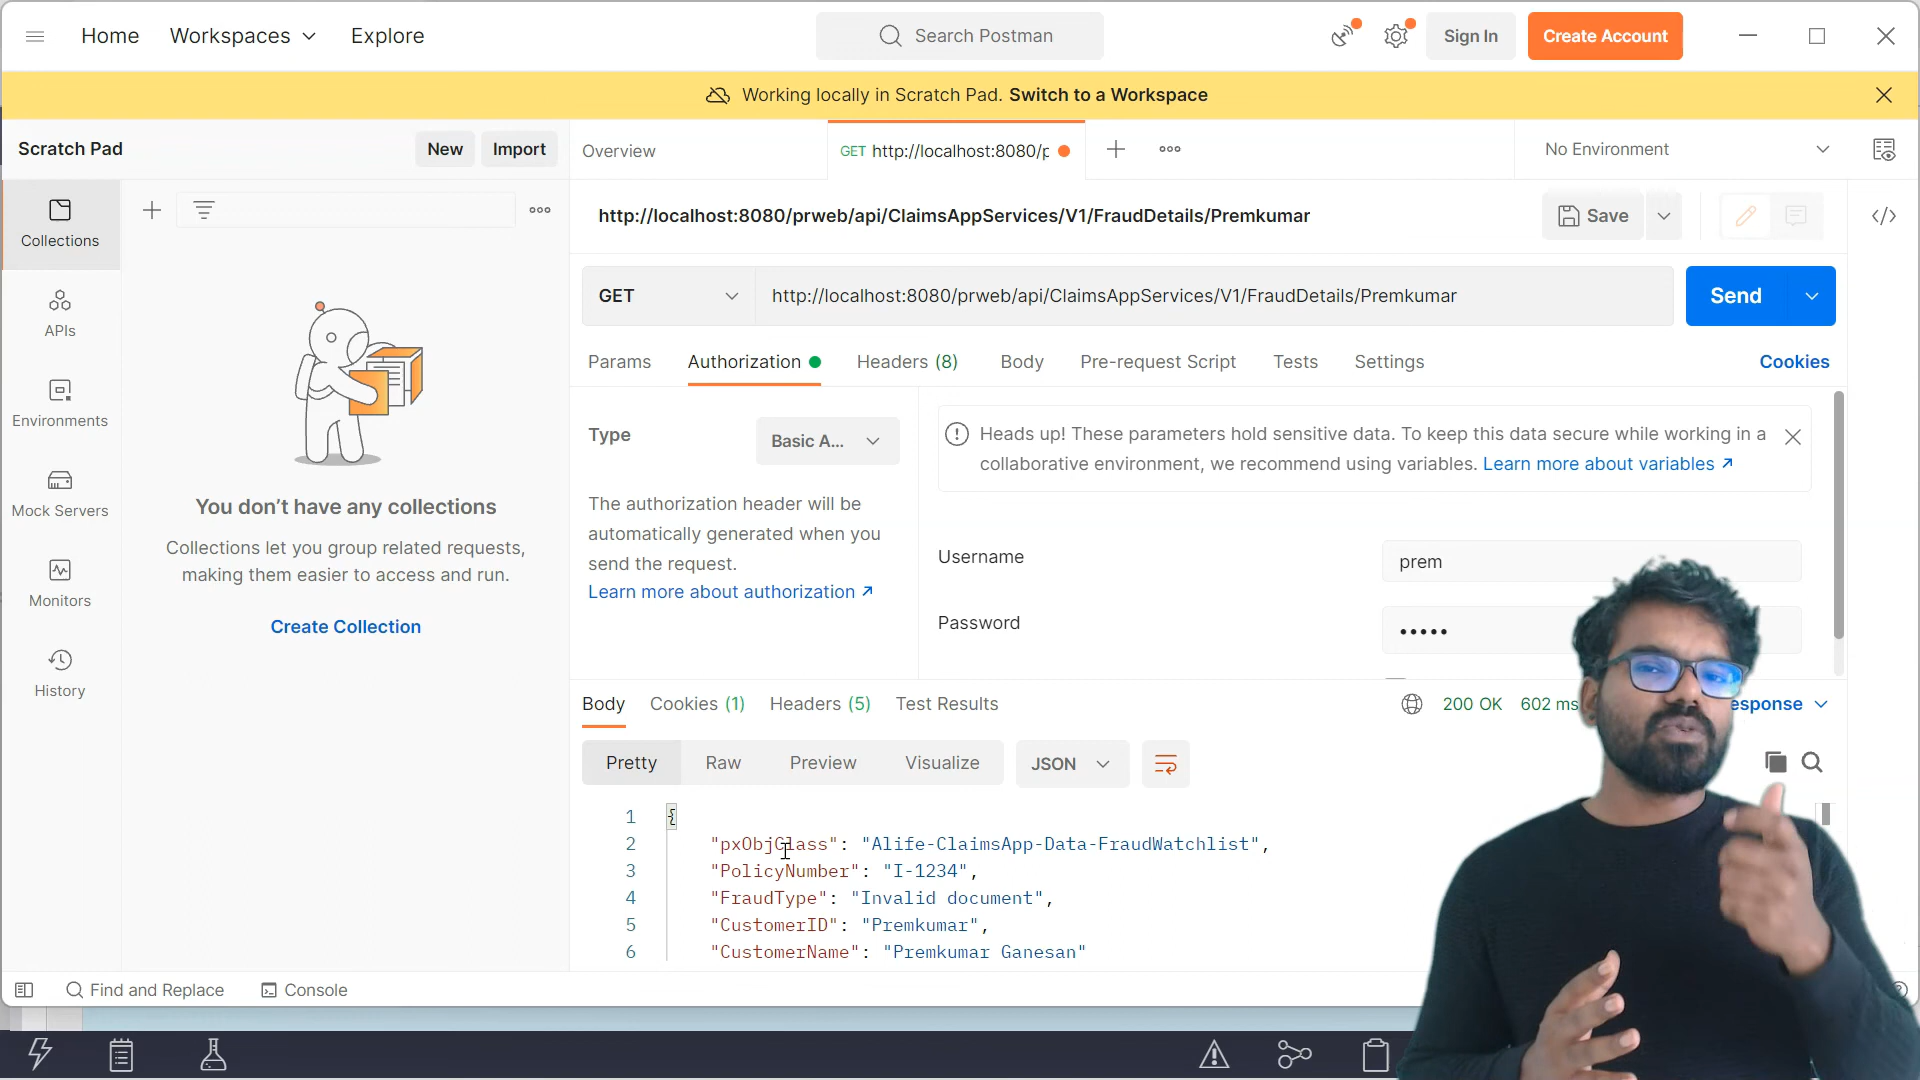 Home Workspaces Explore Search Postman Sign In Create Account
Working locally in Scratch Pad. Switch to a Workspace
Scratch Pad New Import
Overview GET http://localhost:8080/p No Environment
Collections
APIs
Environments
Mock Servers
Monitors
History
You don’t have any collections
Collections let you group related requests,
making them easier to access and run.
Create Collection
http://localhost:8080/prweb/api/ClaimsAppServices/V1/FraudDetails/Premkumar Save
GET http://localhost:8080/prweb/api/ClaimsAppServices/V1/FraudDetails/Premkumar Send
Params Authorization Headers (8) Body Pre-request Script Tests Settings Cookies
Type Basic A...
The authorization header will be
automatically generated when you
send the request.
Learn more about authorization ↗
Heads up! These parameters hold sensitive data. To keep this data secure while working in a
collaborative environment, we recommend using variables. Learn more about variables ↗
Username prem
Password •••••
Body Cookies (1) Headers (5) Test Results 200 OK 602 ms esponse
Pretty Raw Preview Visualize JSON
1 {
2 "pxObjClass": "Alife-ClaimsApp-Data-FraudWatchlist",
3 "PolicyNumber": "I-1234",
4 "FraudType": "Invalid document",
5 "CustomerID": "Premkumar",
6 "CustomerName": "Premkumar Ganesan"
Find and Replace Console